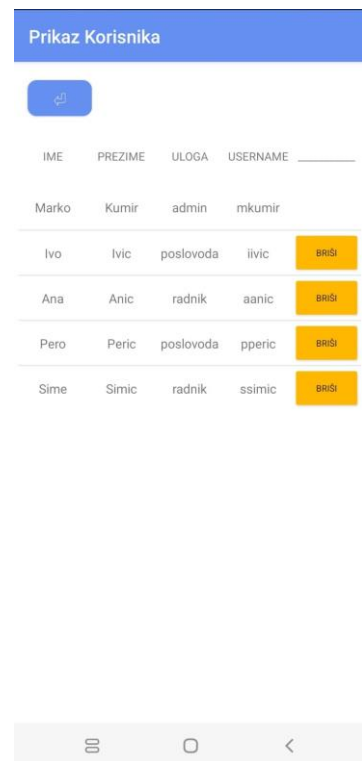 Prikaz Korisnika
IME PREZIME ULOGA USERNAME
Marko Kumir admin mkumir
Ivo Ivic poslovoda iivic BRIŠI
Ana Anic radnik aanic BRIŠI
Pero Peric poslovoda pperic BRIŠI
Sime Simic radnik ssimic BRIŠI